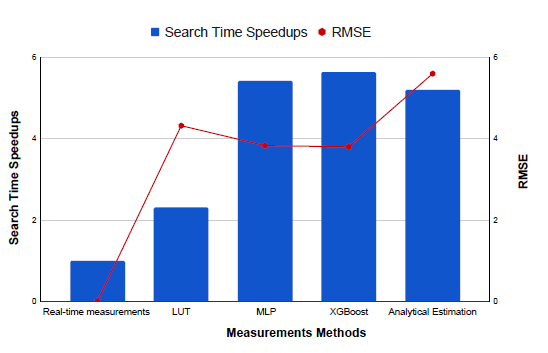 Search Time Speedups RMSE
6 6
4 4
2 2
0 0
Search Time Speedups
RMSE
Real-time measurements LUT MLP XGBoost Analytical Estimation
Measurements Methods